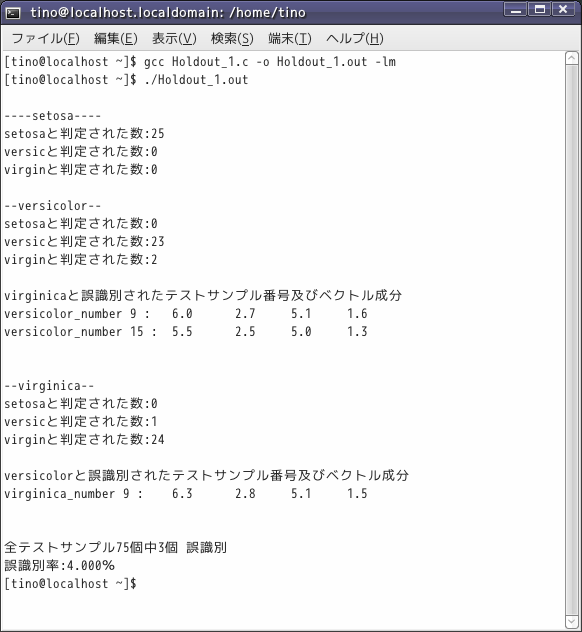 tino@localhost.localdomain: /home/tino
ファイル(F) 編集(E) 表示(V) 検索(S) 端末(T) ヘルプ(H)
[tino@localhost ~]$ gcc Holdout_1.c -o Holdout_1.out -lm
[tino@localhost ~]$ ./Holdout_1.out
----setosa----
setosaと判定された数:25
versicと判定された数:0
virginと判定された数:0
--versicolor--
setosaと判定された数:0
versicと判定された数:23
virginと判定された数:2
virginicaと誤識別されたテストサンプル番号及びベクトル成分
versicolor_number 9 : 6.0 2.7 5.1 1.6
versicolor_number 15 : 5.5 2.5 5.0 1.3
--virginica--
setosaと判定された数:0
versicと判定された数:1
virginと判定された数:24
versicolorと誤識別されたテストサンプル番号及びベクトル成分
virginica_number 9 : 6.3 2.8 5.1 1.5
全テストサンプル75個中3個 誤識別
誤識別率:4.000%
[tino@localhost ~]$